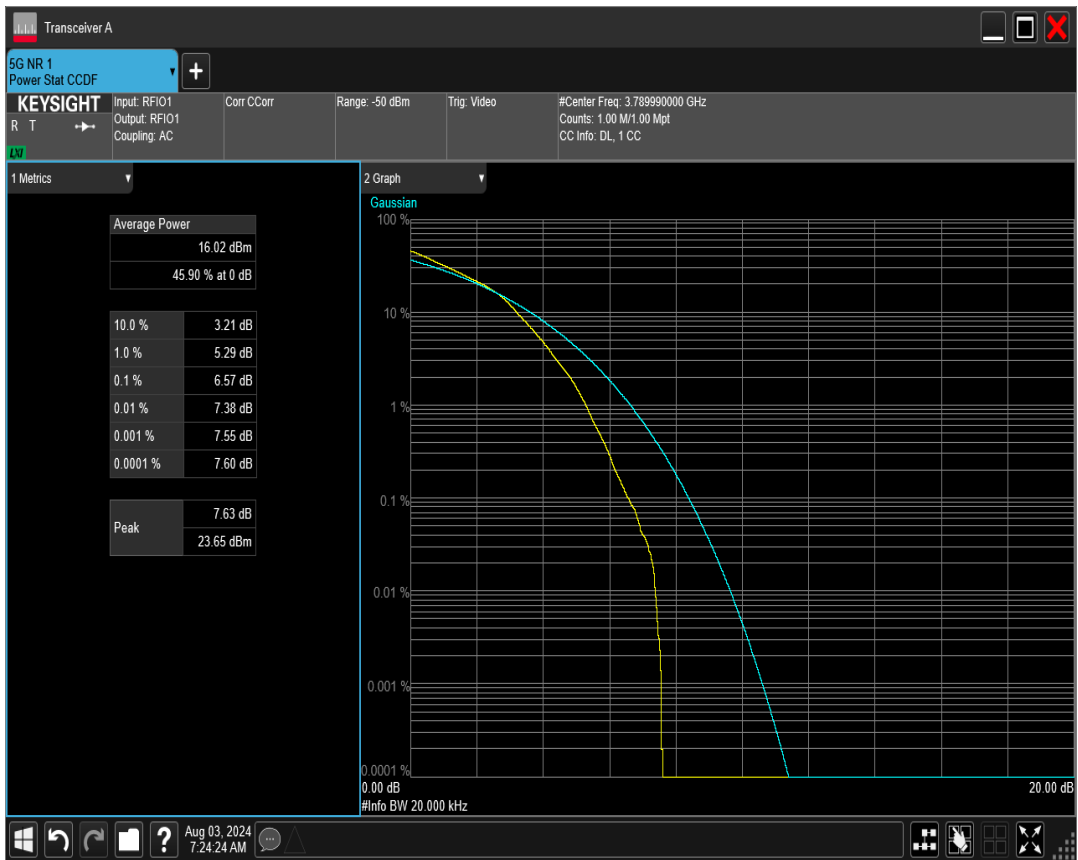 Transceiver A
5G NR 1
Power Stat CCDF
KEYSIGHT
R T
LXI
Input: RFIO1
Output: RFIO1
Coupling: AC
Corr CCorr
Range: -50 dBm
Trig: Video
#Center Freq: 3.789990000 GHz
Counts: 1.00 M/1.00 Mpt
CC Info: DL, 1 CC
1 Metrics
Average Power
16.02 dBm
45.90 % at 0 dB
10.0 % 3.21 dB
1.0 % 5.29 dB
0.1 % 6.57 dB
0.01 % 7.38 dB
0.001 % 7.55 dB
0.0001 % 7.60 dB
Peak
7.63 dB
23.65 dBm
2 Graph
Gaussian
100 %
10 %
1 %
0.1 %
0.01 %
0.001 %
0.0001 %
0.00 dB 20.00 dB
#Info BW 20.000 kHz
Aug 03, 2024
7:24:24 AM